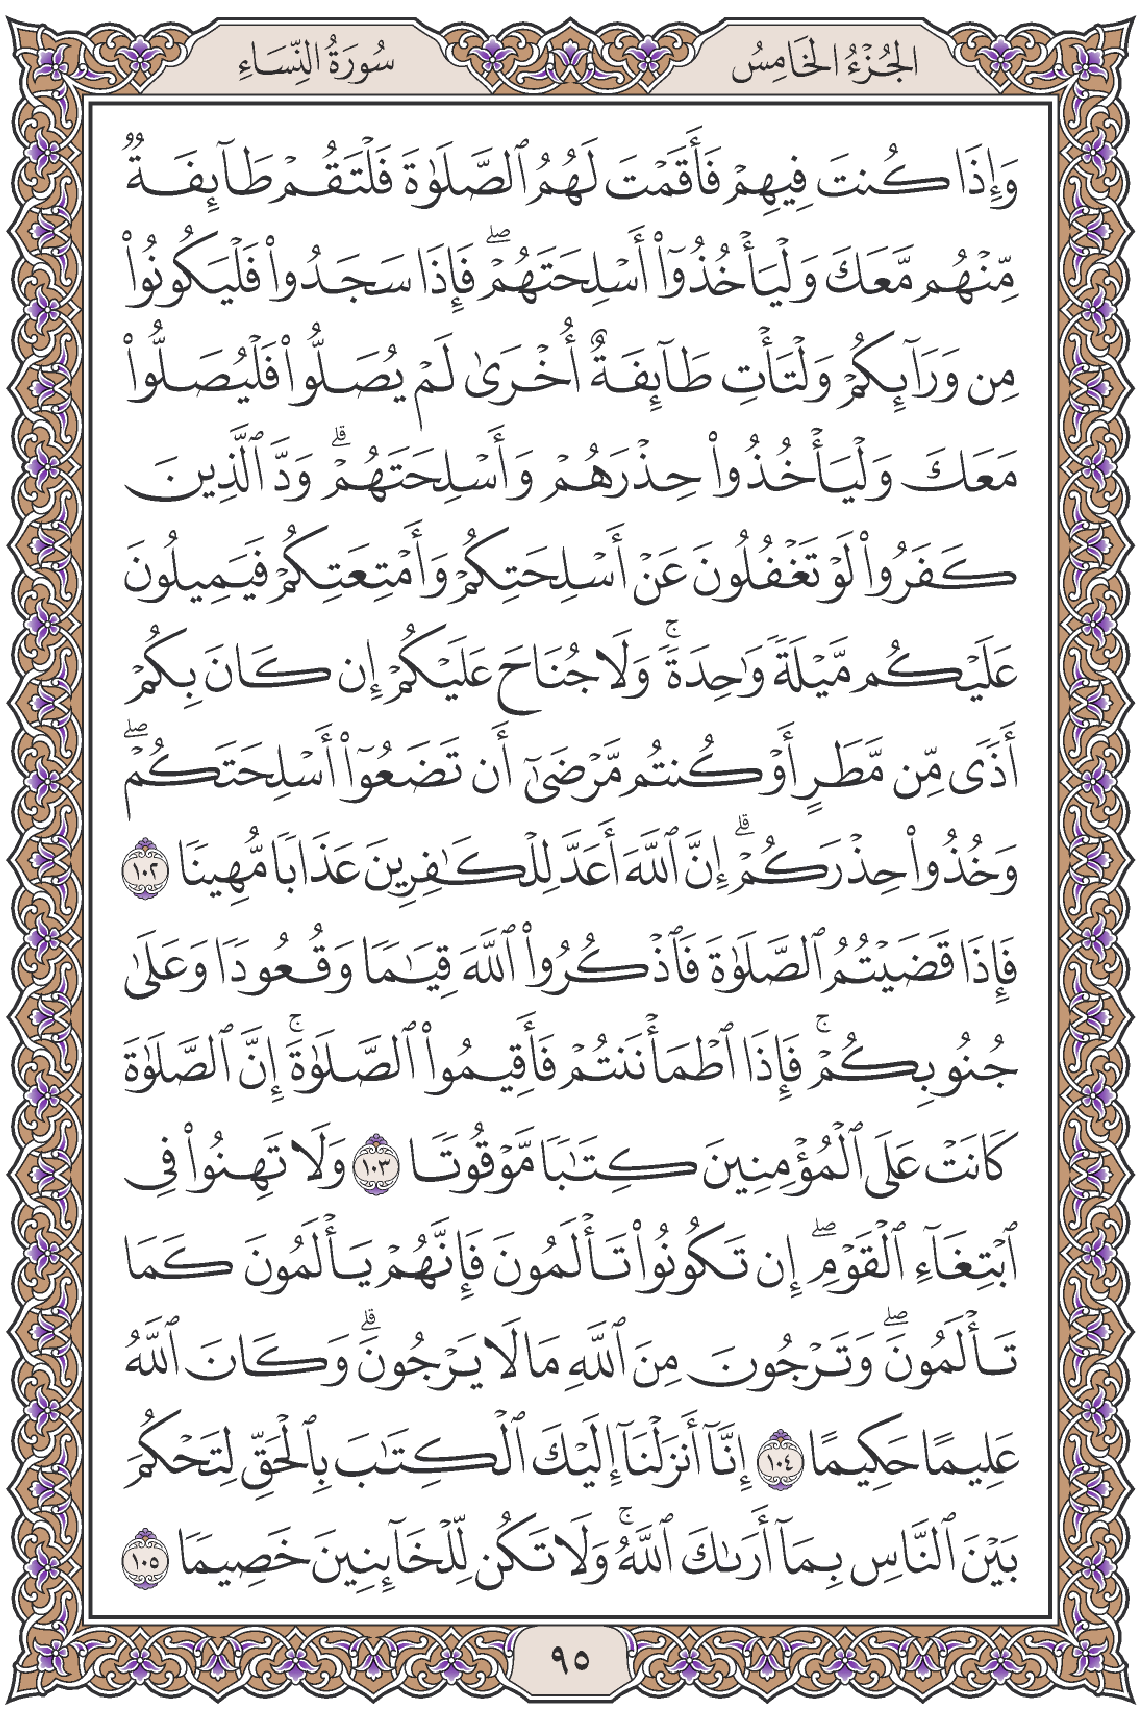 الجُزْءُ الخَامِسُ
سُورَةُ النِّسَاءِ
وَإِذَا كُنتَ فِيهِمْ فَأَقَمْتَ لَهُمُ ٱلصَّلَوٰةَ فَلْتَقُمْ طَآئِفَةٌ
مِّنْهُم مَّعَكَ وَلْيَأْخُذُوٓا۟ أَسْلِحَتَهُمْۖ فَإِذَا سَجَدُوا۟ فَلْيَكُونُوا۟
مِن وَرَآئِكُمْ وَلْتَأْتِ طَآئِفَةٌ أُخْرَىٰ لَمْ يُصَلُّوا۟ فَلْيُصَلُّوا۟
مَعَكَ وَلْيَأْخُذُوا۟ حِذْرَهُمْ وَأَسْلِحَتَهُمْۗ وَدَّ ٱلَّذِينَ
كَفَرُوا۟ لَوْ تَغْفُلُونَ عَنْ أَسْلِحَتِكُمْ وَأَمْتِعَتِكُمْ فَيَمِيلُونَ
عَلَيْكُم مَّيْلَةً وَٰحِدَةًۚ وَلَا جُنَاحَ عَلَيْكُمْ إِن كَانَ بِكُمْ
أَذًى مِّن مَّطَرٍ أَوْ كُنتُم مَّرْضَىٰٓ أَن تَضَعُوٓا۟ أَسْلِحَتَكُمْۖ
وَخُذُوا۟ حِذْرَكُمْۗ إِنَّ ٱللَّهَ أَعَدَّ لِلْكَٰفِرِينَ عَذَابًا مُّهِينًا ١٠٢
فَإِذَا قَضَيْتُمُ ٱلصَّلَوٰةَ فَٱذْكُرُوا۟ ٱللَّهَ قِيَٰمًا وَقُعُودًا وَعَلَىٰ
جُنُوبِكُمْۚ فَإِذَا ٱطْمَأْنَنتُمْ فَأَقِيمُوا۟ ٱلصَّلَوٰةَۚ إِنَّ ٱلصَّلَوٰةَ
كَانَتْ عَلَى ٱلْمُؤْمِنِينَ كِتَٰبًا مَّوْقُوتًا ١٠٣ وَلَا تَهِنُوا۟ فِى
ٱبْتِغَآءِ ٱلْقَوْمِۖ إِن تَكُونُوا۟ تَأْلَمُونَ فَإِنَّهُمْ يَأْلَمُونَ كَمَا
تَأْلَمُونَۖ وَتَرْجُونَ مِنَ ٱللَّهِ مَا لَا يَرْجُونَۗ وَكَانَ ٱللَّهُ
عَلِيمًا حَكِيمًا ١٠٤ إِنَّآ أَنزَلْنَآ إِلَيْكَ ٱلْكِتَٰبَ بِٱلْحَقِّ لِتَحْكُمَ
بَيْنَ ٱلنَّاسِ بِمَآ أَرَىٰكَ ٱللَّهُۚ وَلَا تَكُن لِّلْخَآئِنِينَ خَصِيمًا ١٠٥
٩٥